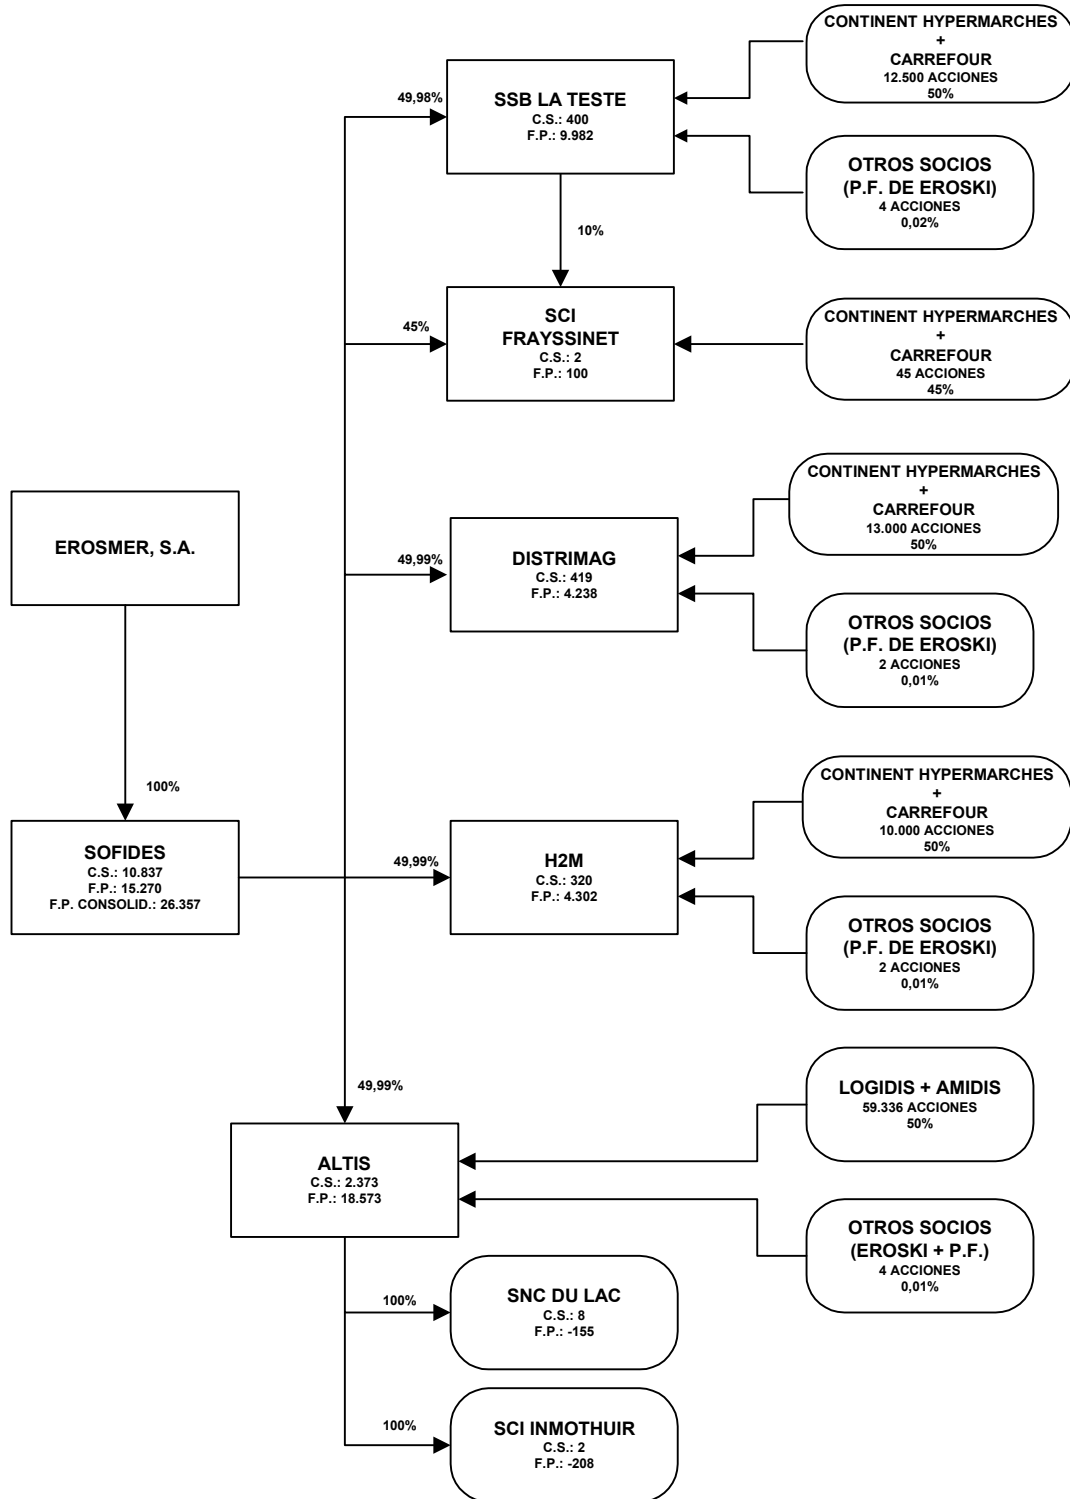 CONTINENT HYPERMARCHES
+
CARREFOUR
12.500 ACCIONES
50%
49,98%
SSB LA TESTE
C.S.: 400
F.P.: 9.982
OTROS SOCIOS
(P.F. DE EROSKI)
4 ACCIONES
0,02%
10%
45%
SCI
FRAYSSINET
C.S.: 2
F.P.: 100
CONTINENT HYPERMARCHES
+
CARREFOUR
45 ACCIONES
45%
CONTINENT HYPERMARCHES
+
CARREFOUR
13.000 ACCIONES
50%
EROSMER, S.A.
49,99%
DISTRIMAG
C.S.: 419
F.P.: 4.238
OTROS SOCIOS
(P.F. DE EROSKI)
2 ACCIONES
0,01%
100%
CONTINENT HYPERMARCHES
+
CARREFOUR
10.000 ACCIONES
50%
SOFIDES
C.S.: 10.837
F.P.: 15.270
F.P. CONSOLID.: 26.357
49,99%
H2M
C.S.: 320
F.P.: 4.302
OTROS SOCIOS
(P.F. DE EROSKI)
2 ACCIONES
0,01%
49,99%
LOGIDIS + AMIDIS
59.336 ACCIONES
50%
ALTIS
C.S.: 2.373
F.P.: 18.573
OTROS SOCIOS
(EROSKI + P.F.)
4 ACCIONES
0,01%
100%
SNC DU LAC
C.S.: 8
F.P.: -155
100%
SCI INMOTHUIR
C.S.: 2
F.P.: -208